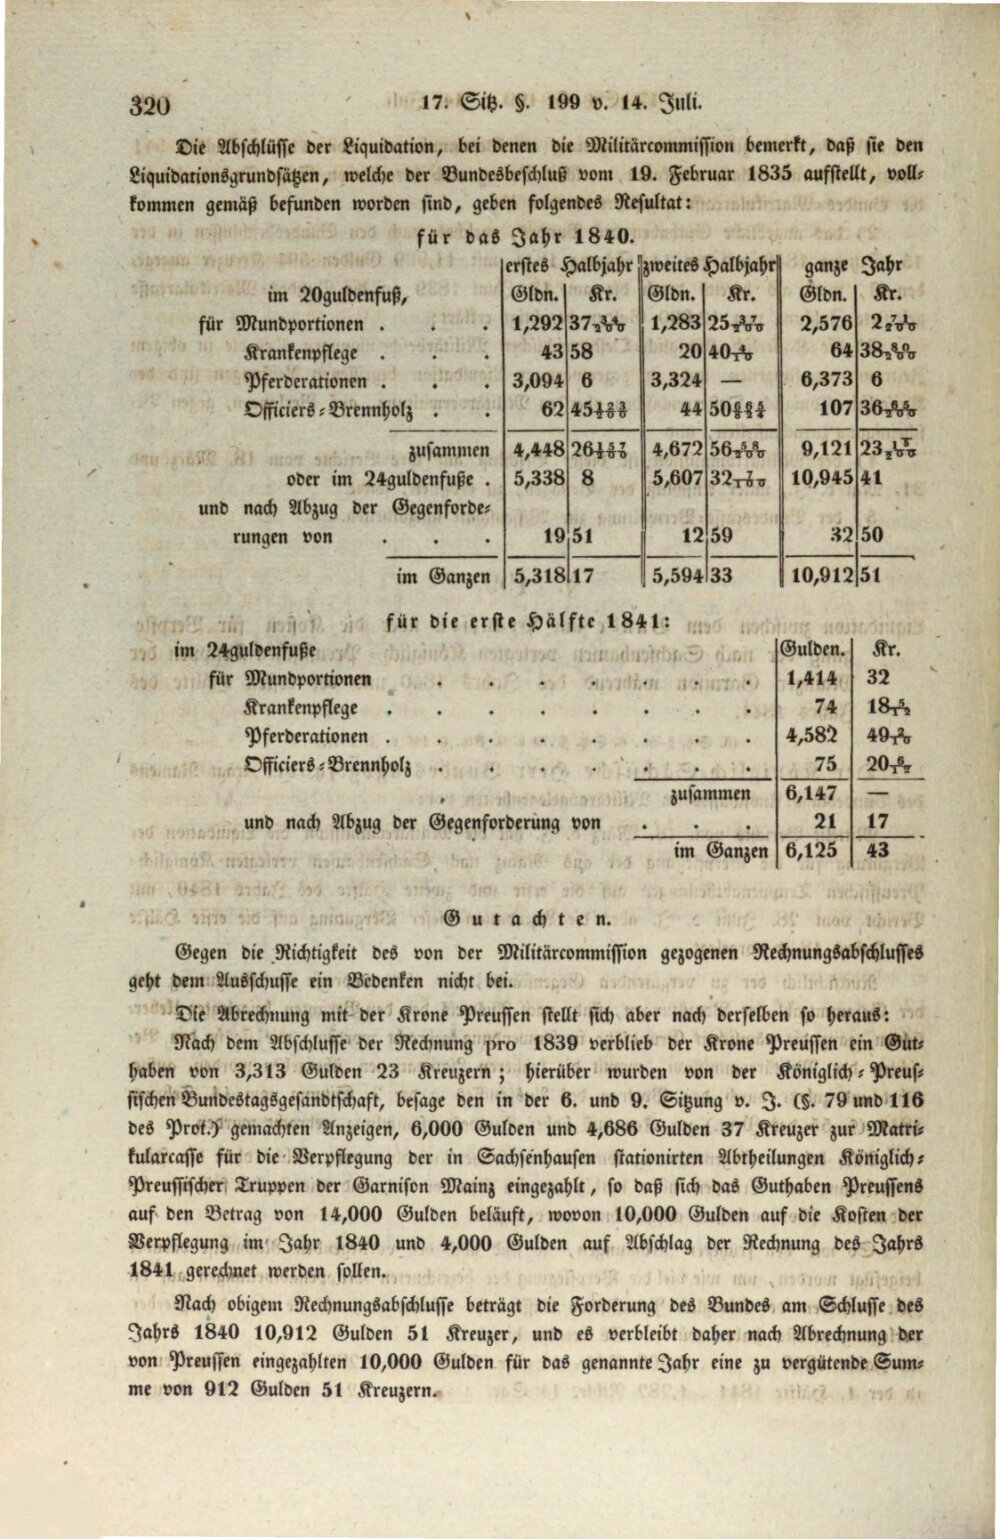 320
17. Sitz. §. 199 v. 14. Juli.
Die Abschlüsse der Liquidation, bei denen die Militärcommission bemerkt, daß sie den
Liquidationsgrundsätzen, welche der Bundesbeschluß vom 19. Februar 1835 aufstellt, voll-
kommen gemäß befunden worden sind, geben folgendes Resultat:
für das Jahr 1840.
erstes Halbjahr zweites Halbjahr ganze Jahr
im 20guldenfuß, Gldn. Kr. Gldn. Kr. Gldn. Kr.
für Mundportionen . . . 1,292 37 1,283 25 2,576 2
Krankenpflege . . . 43 58 20 40 64 38
Pferderationen . . . 3,094 6 3,324 — 6,373 6
Officiers-Brennholz . . 62 45 44 50 107 36
zusammen 4,448 26 4,672 56 9,121 23
oder im 24guldenfuße . 5,338 8 5,607 32 10,945 41
und nach Abzug der Gegenforde-
rungen von . . . 19 51 12 59 32 50
im Ganzen 5,318 17 5,594 33 10,912 51
für die erste Hälfte 1841:
im 24guldenfuße Gulden. Kr.
für Mundportionen . . . . . . . 1,414 32
Krankenpflege . . . . . . . . 74 18
Pferderationen . . . . . . . . 4,582 49
Officiers-Brennholz . . . . . . . 75 20
zusammen 6,147 —
und nach Abzug der Gegenforderung von . . . 21 17
im Ganzen 6,125 43
Gutachten.
Gegen die Richtigkeit des von der Militärcommission gezogenen Rechnungsabschlusses
geht dem Ausschusse ein Bedenken nicht bei.
Die Abrechnung mit der Krone Preussen stellt sich aber nach derselben so heraus:
Nach dem Abschlusse der Rechnung pro 1839 verblieb der Krone Preussen ein Gut-
haben von 3,313 Gulden 23 Kreuzern; hierüber wurden von der Königlich-Preus-
sischen Bundestagsgesandtschaft, besage den in der 6. und 9. Sitzung v. J. (§. 79 und 116
des Prot.) gemachten Anzeigen, 6,000 Gulden und 4,686 Gulden 37 Kreuzer zur Matri-
kularcasse für die Verpflegung der in Sachsenhausen stationirten Abtheilungen Königlich-
Preussischer Truppen der Garnison Mainz eingezahlt, so daß sich das Guthaben Preussens
auf den Betrag von 14,000 Gulden beläuft, wovon 10,000 Gulden auf die Kosten der
Verpflegung im Jahr 1840 und 4,000 Gulden auf Abschlag der Rechnung des Jahrs
1841 gerechnet werden sollen.
Nach obigem Rechnungsabschlusse beträgt die Forderung des Bundes am Schlusse des
Jahrs 1840 10,912 Gulden 51 Kreuzer, und es verbleibt daher nach Abrechnung der
von Preussen eingezahlten 10,000 Gulden für das genannte Jahr eine zu vergütende Sum-
me von 912 Gulden 51 Kreuzern.